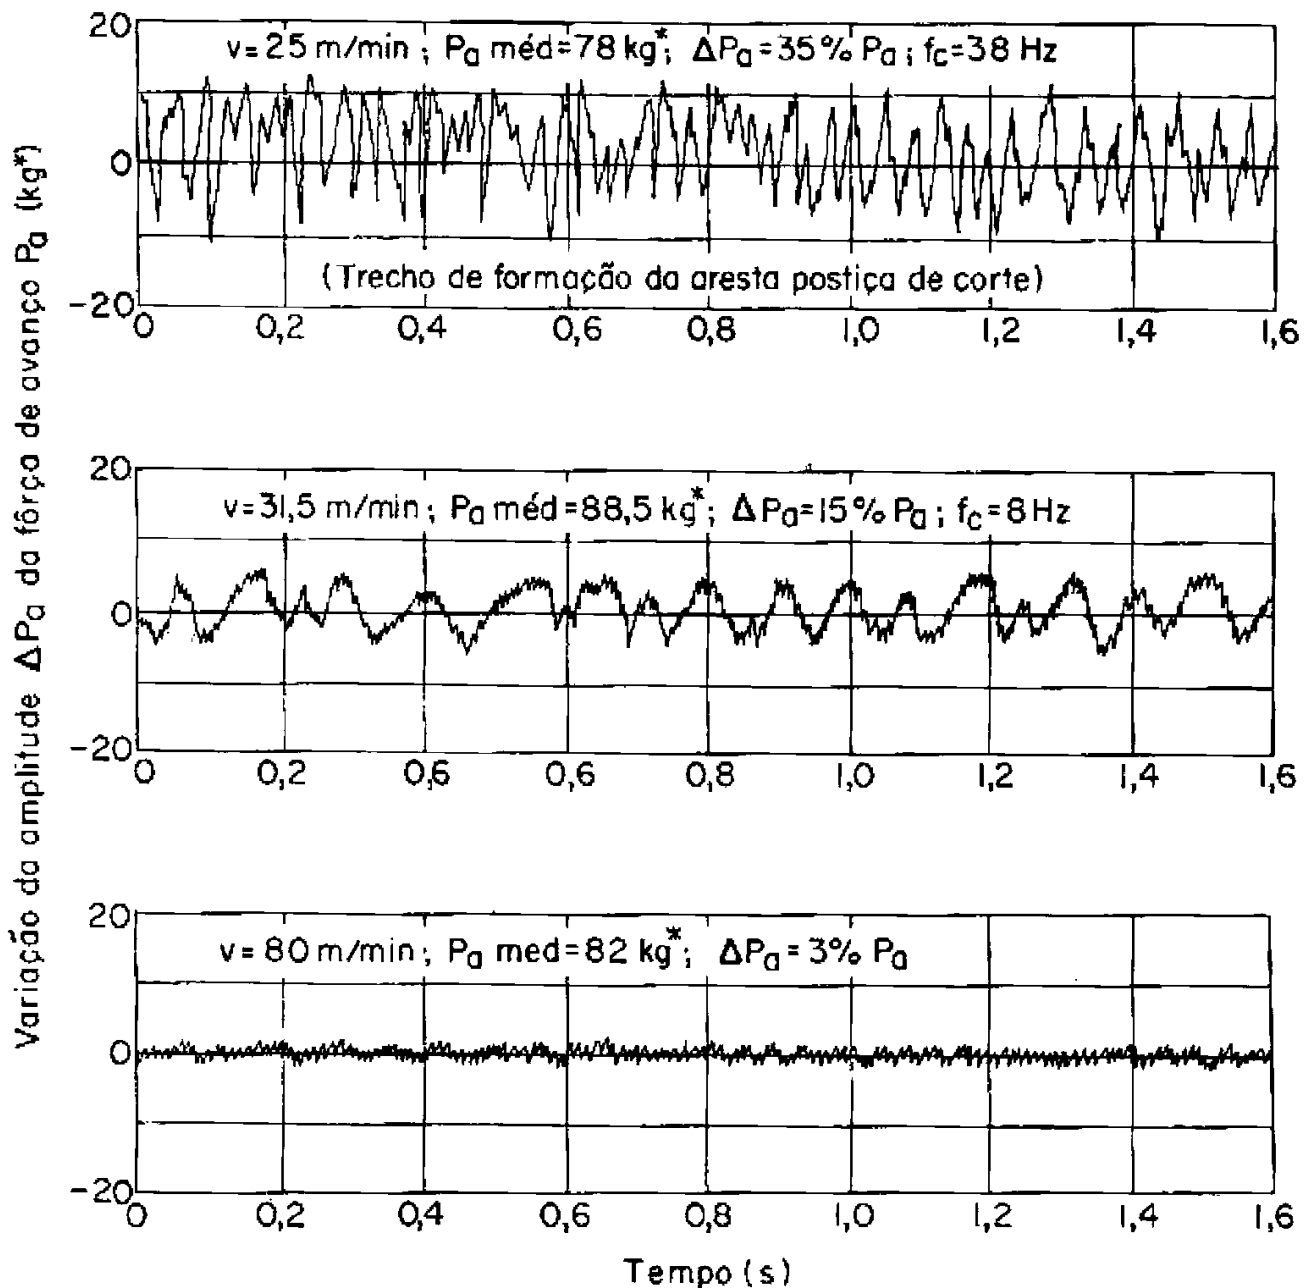 Variação da amplitude ΔPa da fôrça de avanço Pa (kg*)
20
v=25 m/min; Pa méd=78 kg*; ΔPa=35% Pa; fc=38 Hz
0
(Trecho de formação da aresta postiça de corte)
-20
0 0,2 0,4 0,6 0,8 1,0 1,2 1,4 1,6
20
v=31,5 m/min; Pa méd=88,5 kg*; ΔPa=15% Pa; fc=8 Hz
0
-20
0 0,2 0,6 0,6 0,8 1,0 1,2 1,4 1,6
20
v=80 m/min; Pa med=82 kg*; ΔPa=3% Pa
0
-20
0 0,2 0,4 0,6 0,8 1,0 1,2 1,4 1,6
Tempo (s)